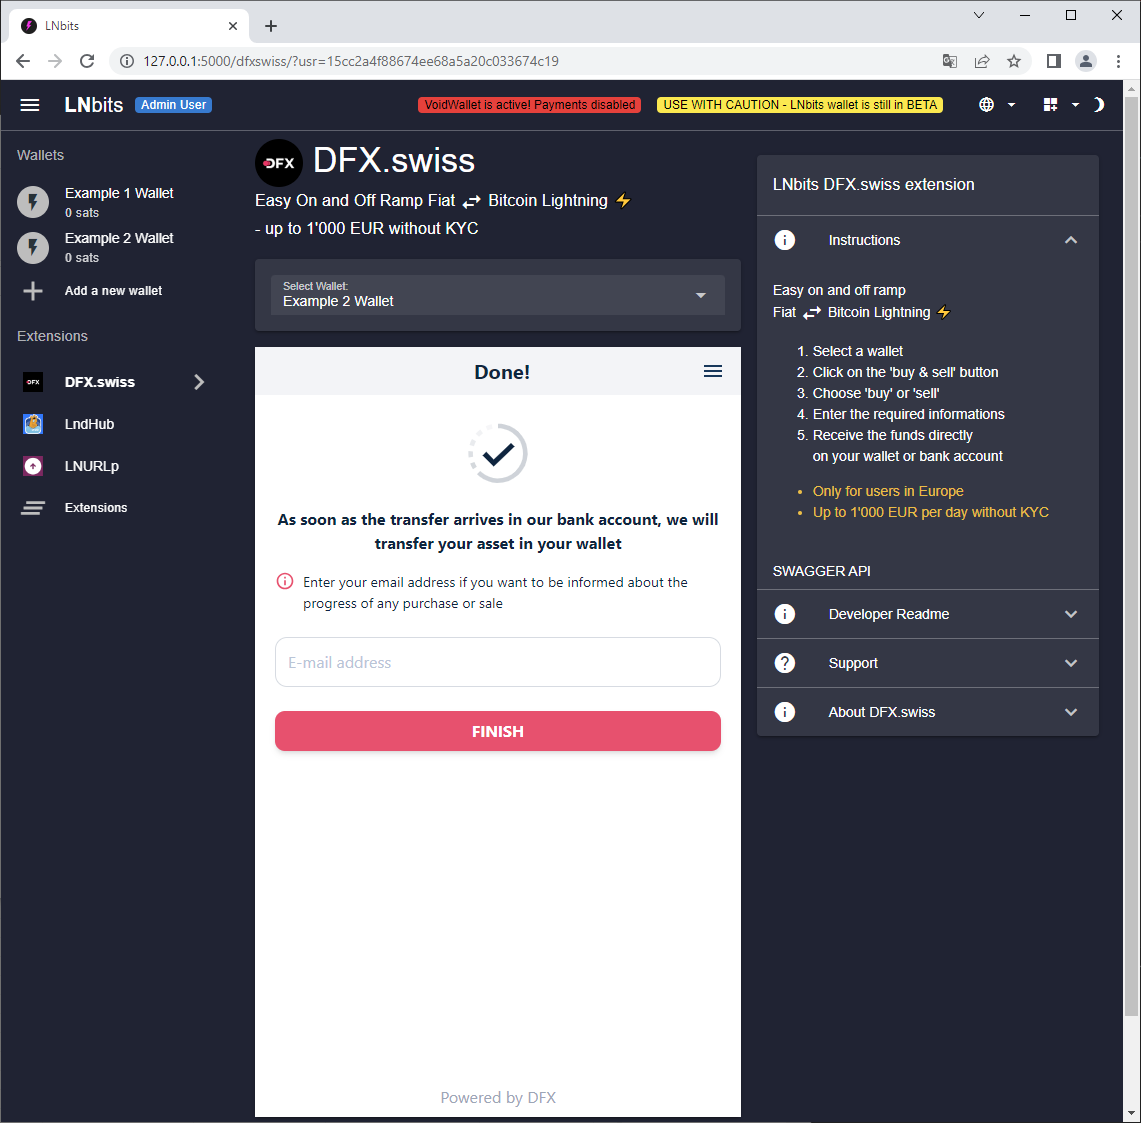 LNbits
127.0.0.1:5000/dfxswiss/?usr=15cc2a4f88674ee68a5a20c033674c19
LNbits
Admin User
VoidWallet is active! Payments disabled
USE WITH CAUTION - LNbits wallet is still in BETA
Wallets
Example 1 Wallet
0 sats
Example 2 Wallet
0 sats
Add a new wallet
Extensions
DFX
DFX.swiss
LndHub
LNURLp
Extensions
DFX
DFX.swiss
Easy On and Off Ramp Fiat Bitcoin Lightning ⚡
- up to 1'000 EUR without KYC
Select Wallet:
Example 2 Wallet
Done!
As soon as the transfer arrives in our bank account, we will
transfer your asset in your wallet
Enter your email address if you want to be informed about the
progress of any purchase or sale
E-mail address
FINISH
Powered by DFX
LNbits DFX.swiss extension
Instructions
Easy on and off ramp
Fiat Bitcoin Lightning ⚡
1. Select a wallet
2. Click on the 'buy & sell' button
3. Choose 'buy' or 'sell'
4. Enter the required informations
5. Receive the funds directly
on your wallet or bank account
• Only for users in Europe
• Up to 1'000 EUR per day without KYC
SWAGGER API
Developer Readme
Support
About DFX.swiss